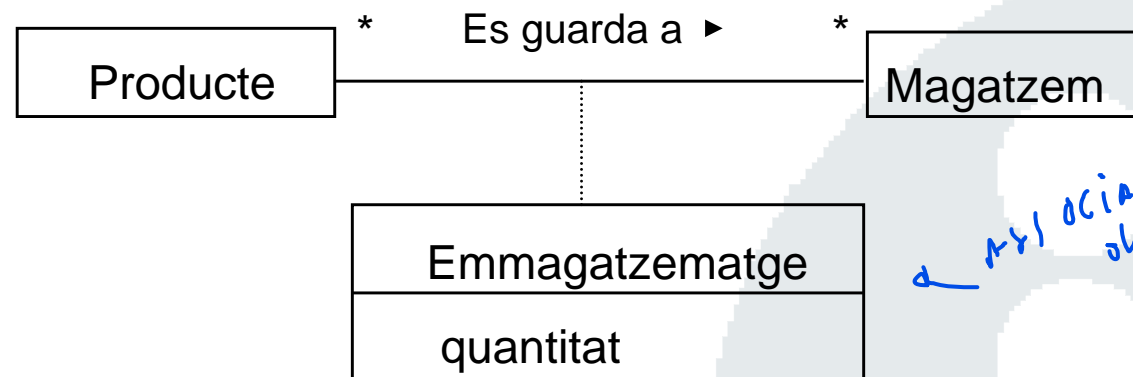 * Es guarda a ► *
Producte
Magatzem
Emmagatzematge
quantitat